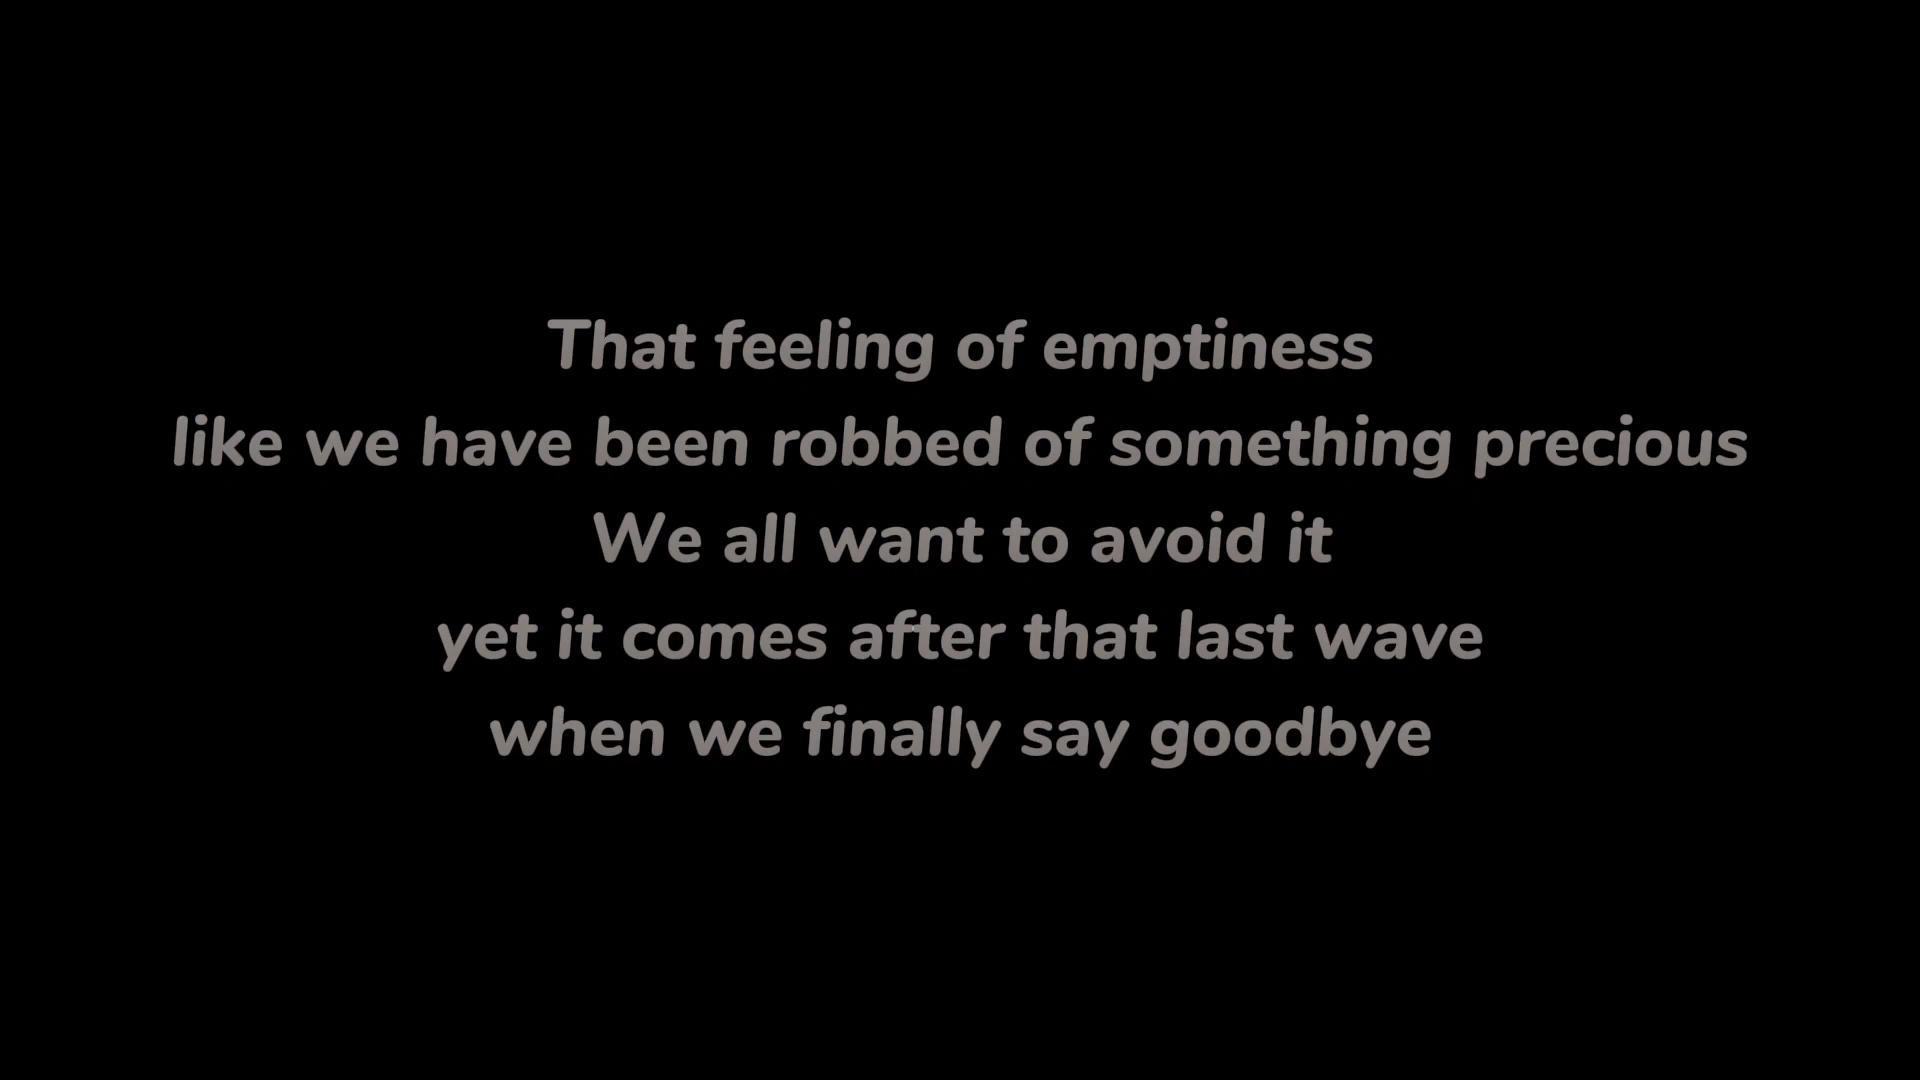 That feeling of emptiness
like we have been robbed of something precious
We all want to avoid it
yet it comes after that last wave
when we finally say goodbye